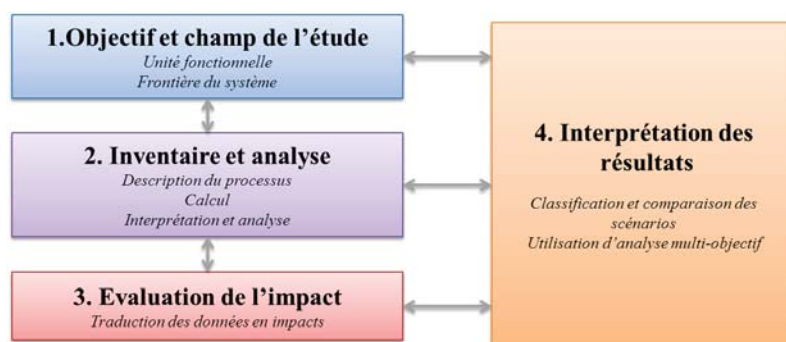 1.Objectif et champ de l'étude
Unité fonctionnelle
Frontière du système
2. Inventaire et analyse
Description du processus
Calcul
Interprétation et analyse
3. Evaluation de l'impact
Traduction des données en impacts
4. Interprétation des
résultats
Classification et comparaison des
scénarios
Utilisation d'analyse multi-objectif